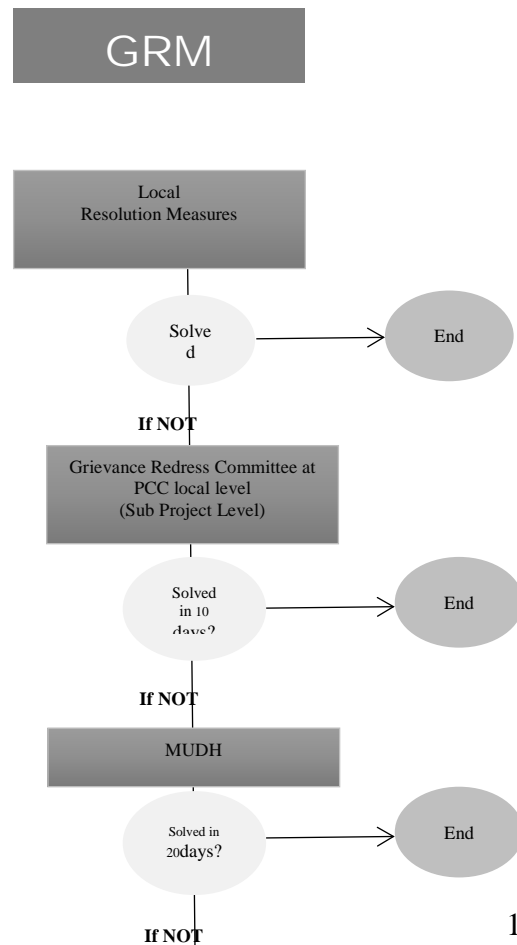 GRM
Local
Resolution Measures
Solve
d
End
If NOT
Grievance Redress Committee at
PCC local level
(Sub Project Level)
Solved
in 10
days?
End
If NOT
MUDH
Solved in
20days?
End
If NOT
1